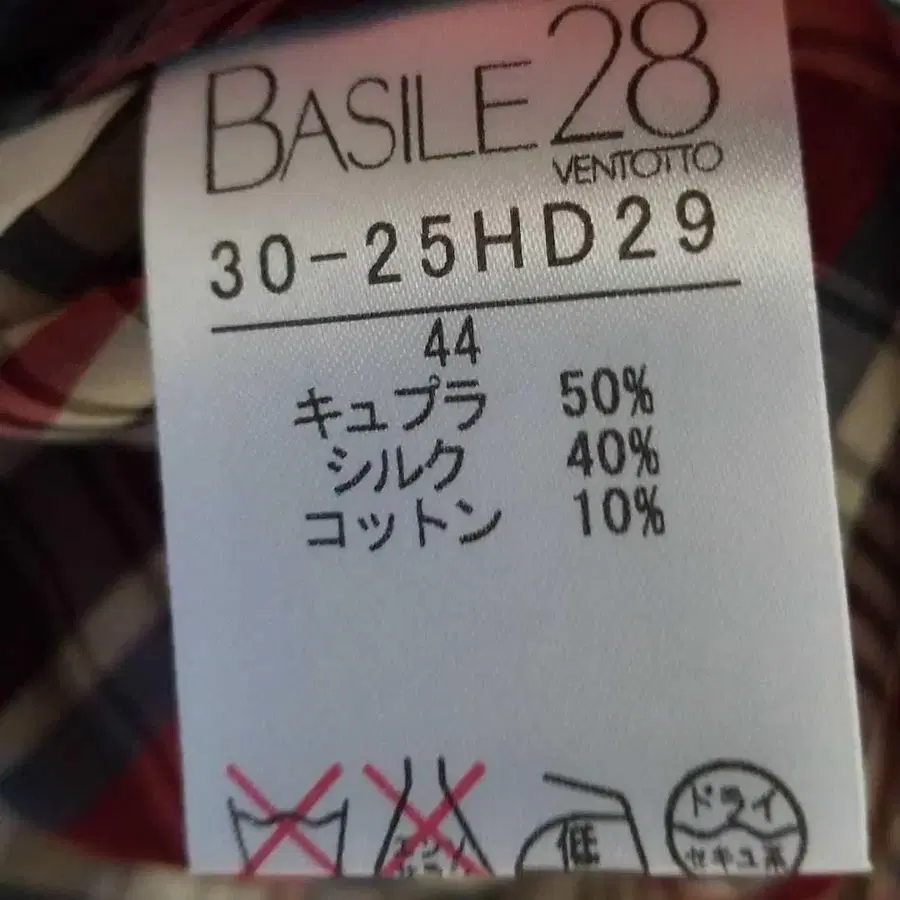 BASILE28
VENTOTTO
30-25HD29
44
キュプラ 50%
シルク 40%
コットン 10%
低
ドライ
セキユ系